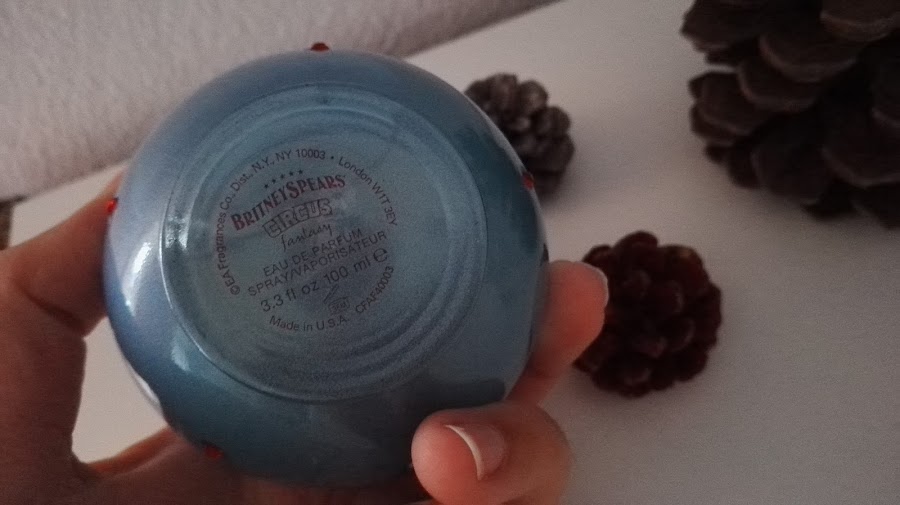 ©EA Fragrances Co., Dist., N.Y., NY 10003 • London W1T 3EY
BRITNEY SPEARS
CIRCUS
fantasy
EAU DE PARFUM
SPRAY/VAPORISATEUR
3.3 fl oz 100 ml ℮
Made in U.S.A. CFAF40003